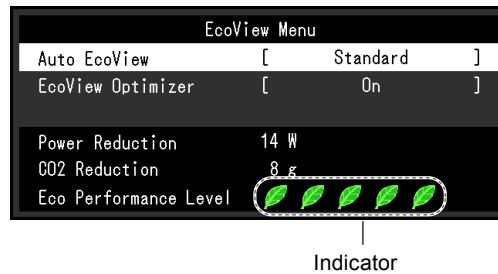 EcoView Menu
Auto EcoView [ Standard ]
EcoView Optimizer [ On ]
Power Reduction 14 W
CO2 Reduction 8 g
Eco Performance Level
Indicator